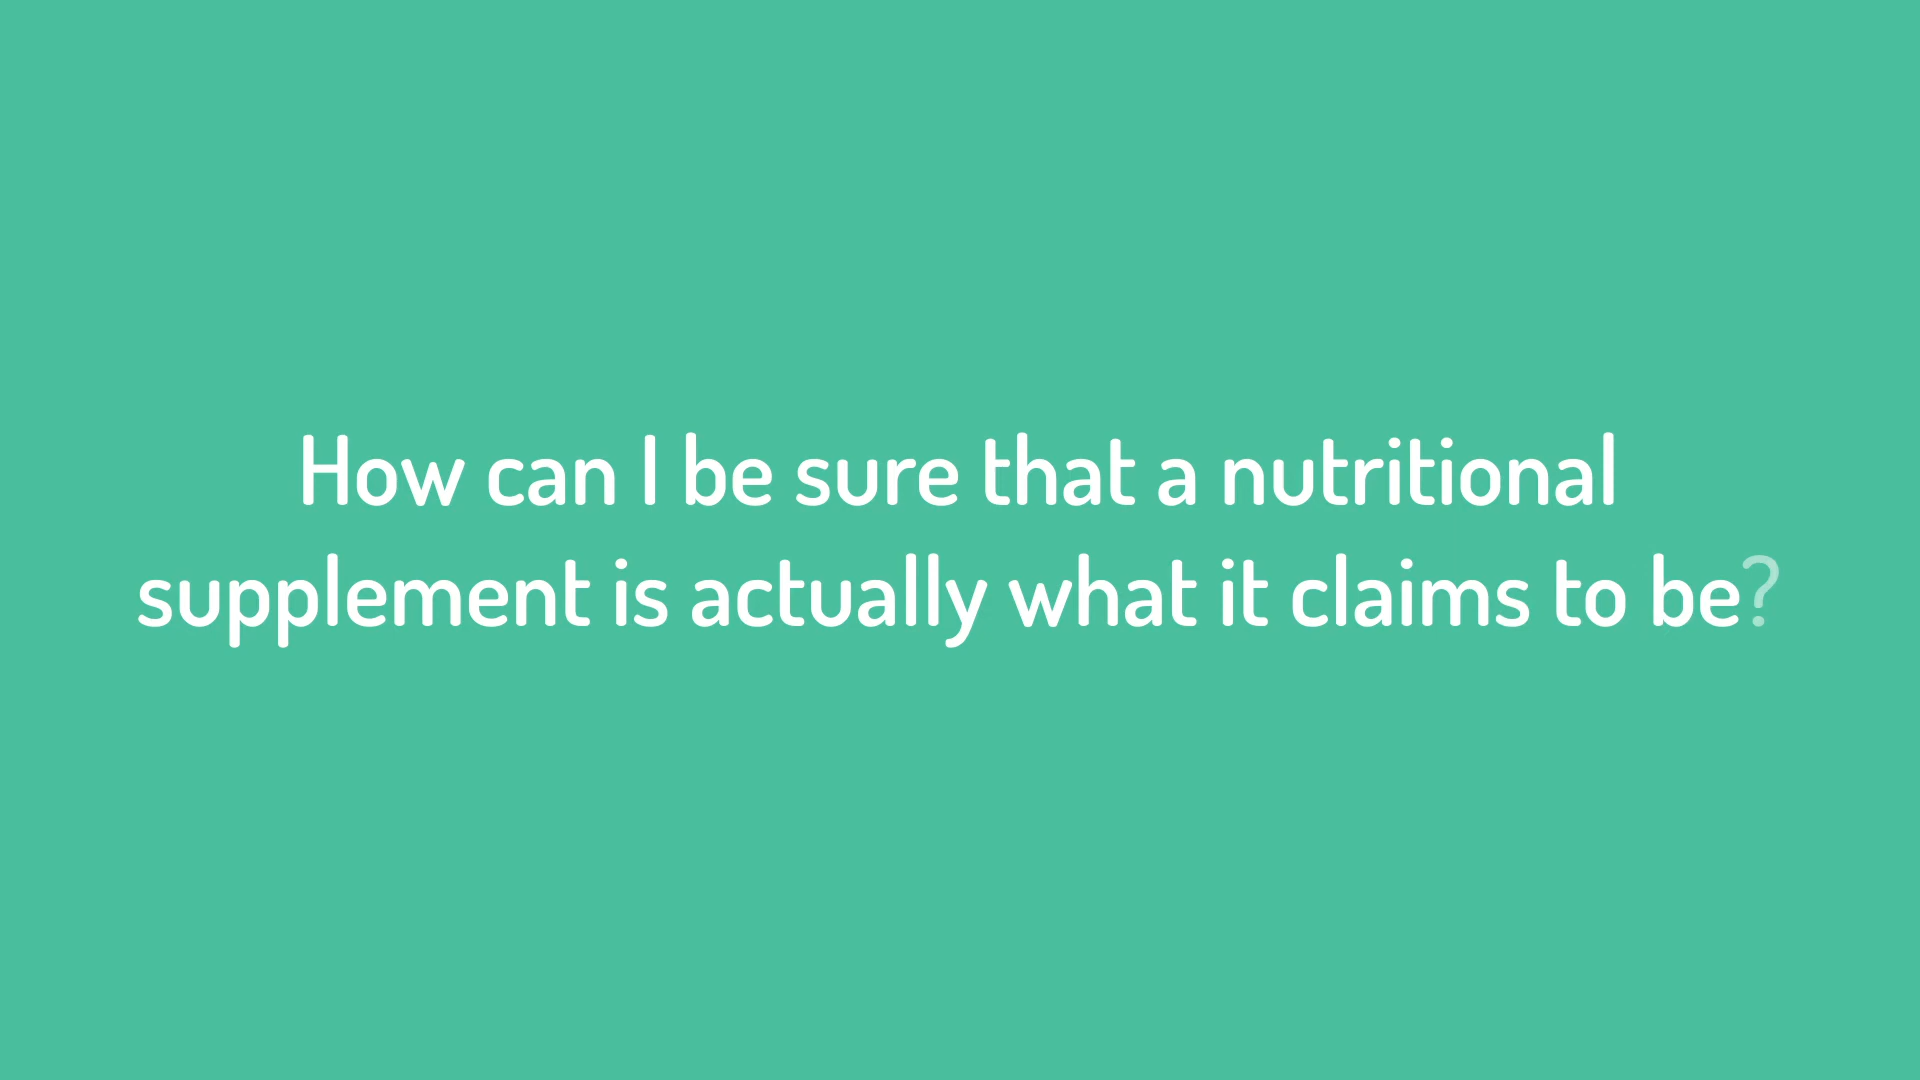 How can I be sure that a nutritional
supplement is actually what it claims to be?